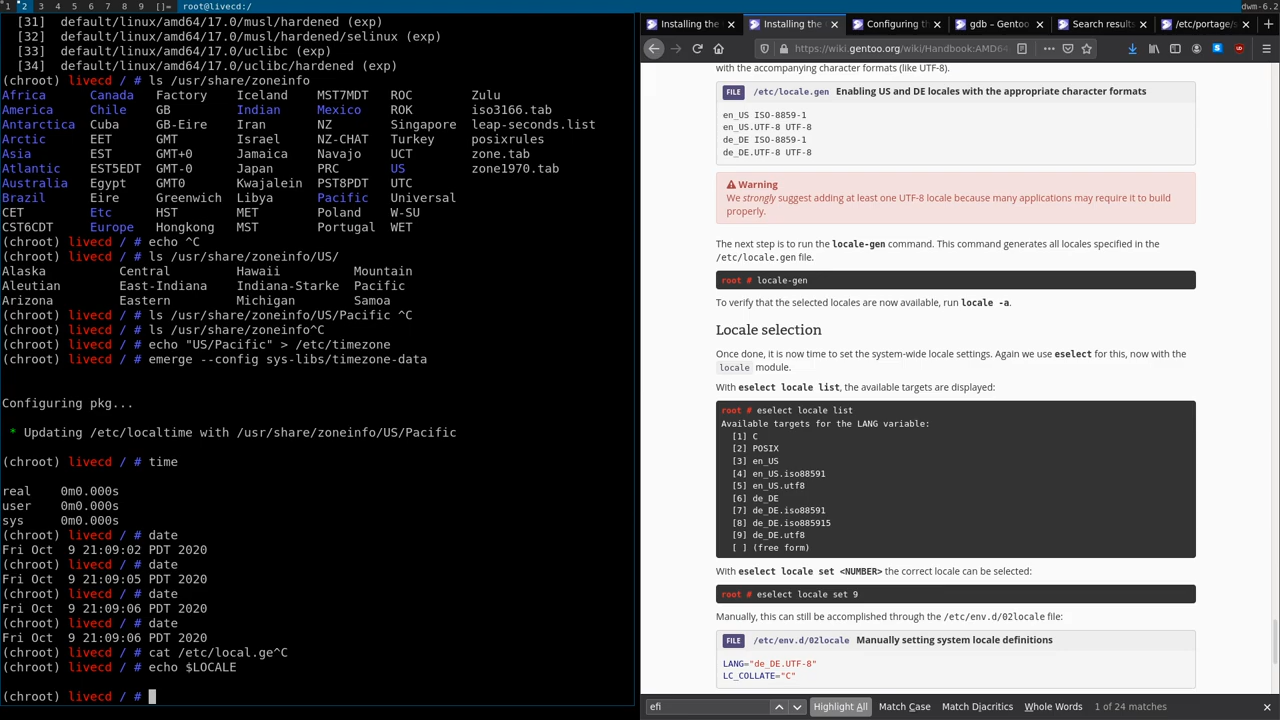 1 2 3 4 5 6 7 8 9 []= root@livecd:/ dwm-6.2
[31] default/linux/amd64/17.0/musl/hardened (exp)
[32] default/linux/amd64/17.0/musl/hardened/selinux (exp)
[33] default/linux/amd64/17.0/uclibc (exp)
[34] default/linux/amd64/17.0/uclibc/hardened (exp)
(chroot) livecd / # ls /usr/share/zoneinfo
Africa Canada Factory Iceland MST7MDT ROC Zulu
America Chile GB Indian Mexico ROK iso3166.tab
Antarctica Cuba GB-Eire Iran NZ Singapore leap-seconds.list
Arctic EET GMT Israel NZ-CHAT Turkey posixrules
Asia EST GMT+0 Jamaica Navajo UCT zone.tab
Atlantic EST5EDT GMT-0 Japan PRC US zone1970.tab
Australia Egypt GMT0 Kwajalein PST8PDT UTC
Brazil Eire Greenwich Libya Pacific Universal
CET Etc HST MET Poland W-SU
CST6CDT Europe Hongkong MST Portugal WET
(chroot) livecd / # echo ^C
(chroot) livecd / # ls /usr/share/zoneinfo/US/
Alaska Central Hawaii Mountain
Aleutian East-Indiana Indiana-Starke Pacific
Arizona Eastern Michigan Samoa
(chroot) livecd / # ls /usr/share/zoneinfo/US/Pacific ^C
(chroot) livecd / # ls /usr/share/zoneinfo^C
(chroot) livecd / # echo "US/Pacific" > /etc/timezone
(chroot) livecd / # emerge --config sys-libs/timezone-data
Configuring pkg...
* Updating /etc/localtime with /usr/share/zoneinfo/US/Pacific
(chroot) livecd / # time
real 0m0.000s
user 0m0.000s
sys 0m0.000s
(chroot) livecd / # date
Fri Oct 9 21:09:02 PDT 2020
(chroot) livecd / # date
Fri Oct 9 21:09:05 PDT 2020
(chroot) livecd / # date
Fri Oct 9 21:09:06 PDT 2020
(chroot) livecd / # date
Fri Oct 9 21:09:06 PDT 2020
(chroot) livecd / # cat /etc/local.ge^C
(chroot) livecd / # echo $LOCALE
(chroot) livecd / #
Installing the Installing the Configuring th gdb – Gentoo Search results /etc/portage/s
https://wiki.gentoo.org/wiki/Handbook:AMD64
with the accompanying character formats (like UTF-8).
FILE /etc/locale.gen Enabling US and DE locales with the appropriate character formats
en_US ISO-8859-1
en_US.UTF-8 UTF-8
de_DE ISO-8859-1
de_DE.UTF-8 UTF-8
Warning
We strongly suggest adding at least one UTF-8 locale because many applications may require it to build
properly.
The next step is to run the locale-gen command. This command generates all locales specified in the
/etc/locale.gen file.
root # locale-gen
To verify that the selected locales are now available, run locale -a.
Locale selection
Once done, it is now time to set the system-wide locale settings. Again we use eselect for this, now with the
locale module.
With eselect locale list, the available targets are displayed:
root # eselect locale list
Available targets for the LANG variable:
[1] C
[2] POSIX
[3] en_US
[4] en_US.iso88591
[5] en_US.utf8
[6] de_DE
[7] de_DE.iso88591
[8] de_DE.iso885915
[9] de_DE.utf8
[ ] (free form)
With eselect locale set <NUMBER> the correct locale can be selected:
root # eselect locale set 9
Manually, this can still be accomplished through the /etc/env.d/02locale file:
FILE /etc/env.d/02locale Manually setting system locale definitions
LANG="de_DE.UTF-8"
LC_COLLATE="C"
efi Highlight All Match Case Match Diacritics Whole Words 1 of 24 matches